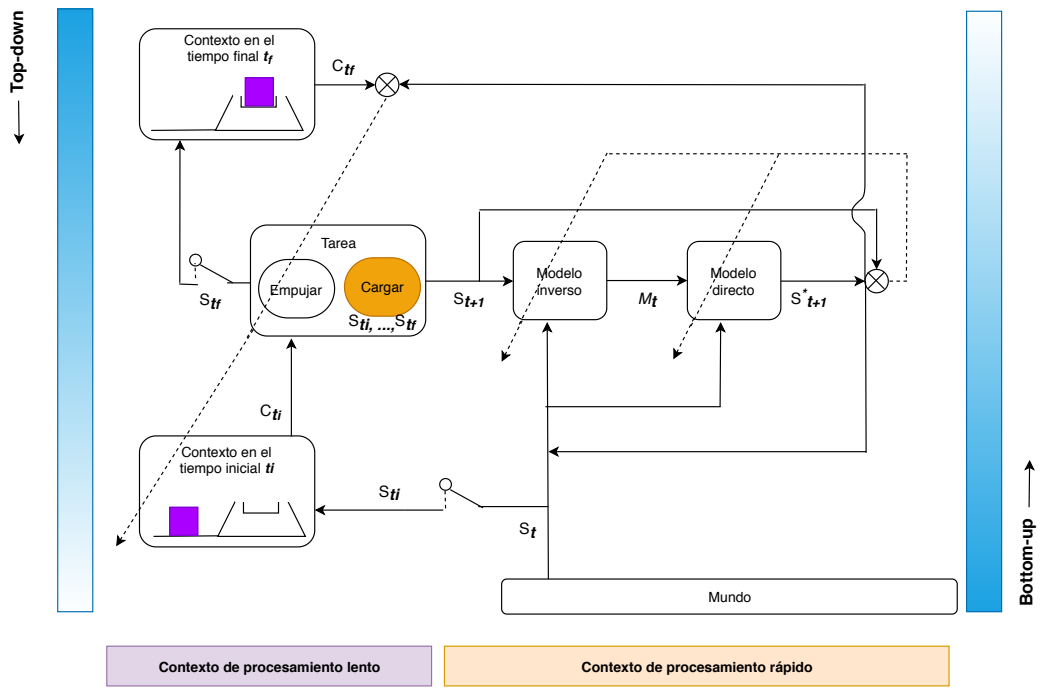 Top-down
Contexto en el
tiempo final tf
Ctf
Tarea
Empujar
Cargar
Sti, ...,Stf
Stf
St+1
Modelo
inverso
Mt
Modelo
directo
S*t+1
Cti
Contexto en el
tiempo inicial ti
Sti
St
Bottom-up
Mundo
Contexto de procesamiento lento
Contexto de procesamiento rápido